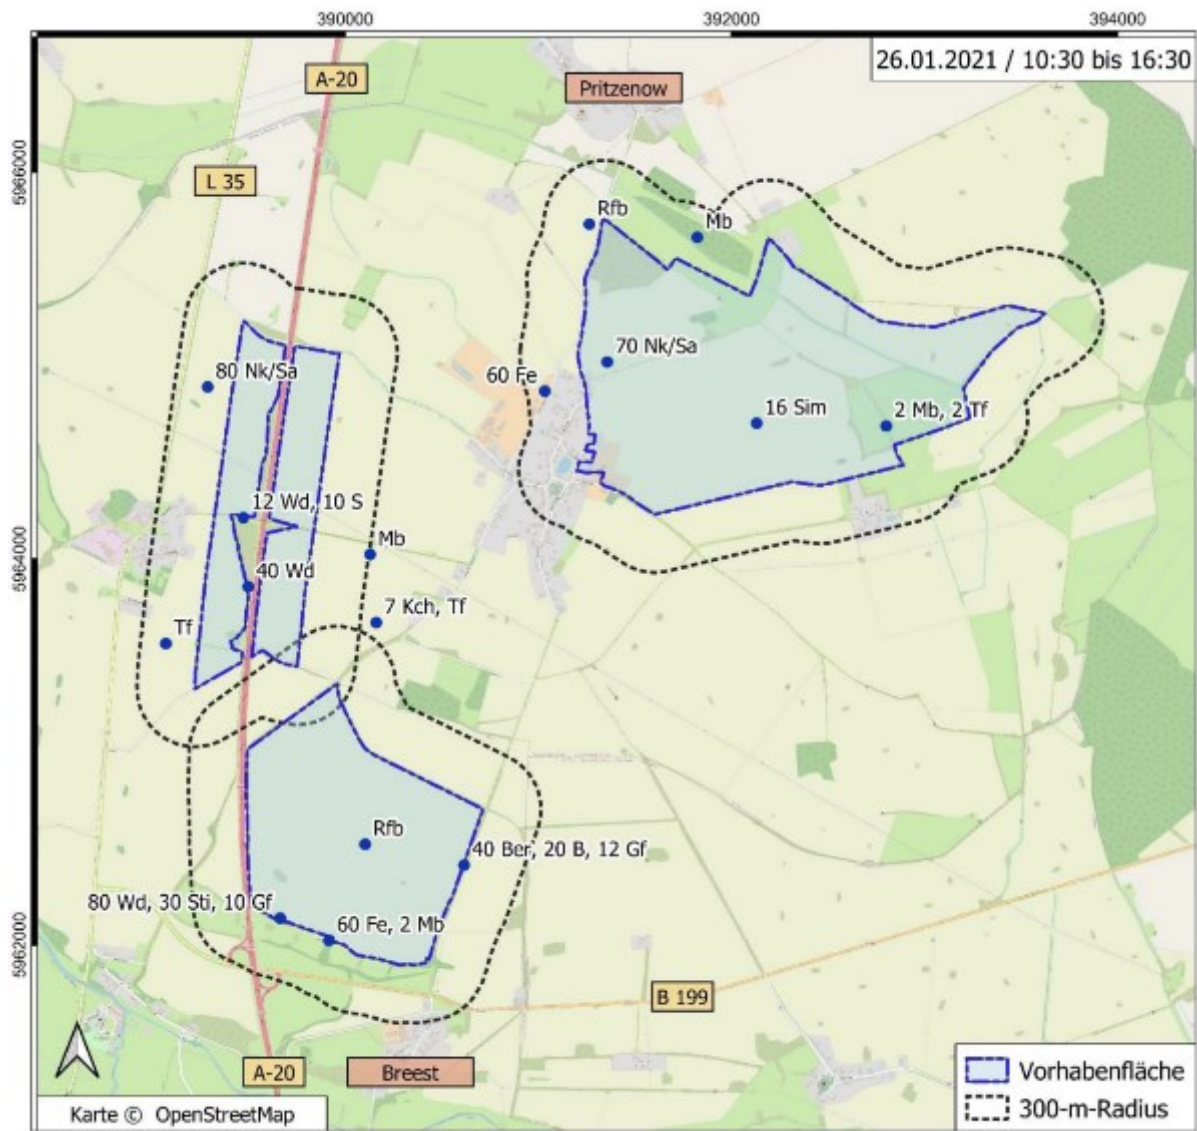 390000
392000
394000
26.01.2021 / 10:30 bis 16:30
A-20
Pritzenow
5966000
L 35
Rfb
Mb
80 Nk/Sa
70 Nk/Sa
60 Fe
16 Sim
2 Mb, 2 Tf
12 Wd, 10 S
5964000
Mb
40 Wd
7 Kch, Tf
Tf
Rfb
40 Ber, 20 B, 12 Gf
80 Wd, 30 Sti, 10 Gf
60 Fe, 2 Mb
5962000
B 199
A-20
Breest
Vorhabenfläche
300-m-Radius
Karte © OpenStreetMap